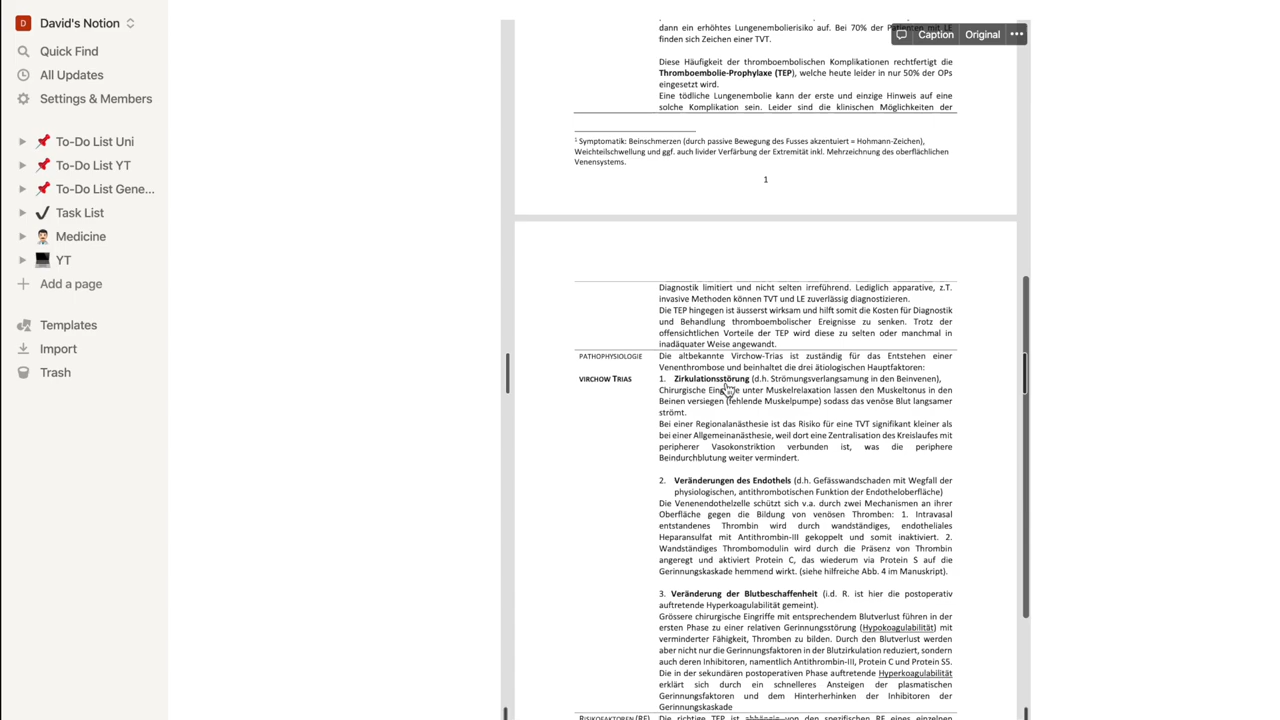 David's Notion
Quick Find
All Updates
Settings & Members
To-Do List Uni
To-Do List YT
To-Do List Gene...
Task List
Medicine
YT
Add a page
Templates
Import
Trash
Caption Original
dann ein erhöhtes Lungenembolierisiko auf. Bei 70% der Patienten mit LE
finden sich Zeichen einer TVT.
Diese Häufigkeit der thromboembolischen Komplikationen rechtfertigt die
Thromboembolie-Prophylaxe (TEP), welche heute leider in nur 50% der OPs
eingesetzt wird.
Eine tödliche Lungenembolie kann der erste und einzige Hinweis auf eine
solche Komplikation sein. Leider sind die klinischen Möglichkeiten der
1 Symptomatik: Beinschmerzen (durch passive Bewegung des Fusses akzentuiert = Hohmann-Zeichen),
Weichteilschwellung und ggf. auch livider Verfärbung der Extremität inkl. Mehrzeichnung des oberflächlichen
Venensystems.
1
Diagnostik limitiert und nicht selten irreführend. Lediglich apparative, z.T.
invasive Methoden können TVT und LE zuverlässig diagnostizieren.
Die TEP hingegen ist äusserst wirksam und hilft somit die Kosten für Diagnostik
und Behandlung thromboembolischer Ereignisse zu senken. Trotz der
offensichtlichen Vorteile der TEP wird diese zu selten oder manchmal in
inadäquater Weise angewandt.
PATHOPHYSIOLOGIE Die altbekannte Virchow-Trias ist zuständig für das Entstehen einer
Venenthrombose und beinhaltet die drei ätiologischen Hauptfaktoren:
VIRCHOW TRIAS 1. Zirkulationsstörung (d.h. Strömungsverlangsamung in den Beinvenen),
Chirurgische Eingriffe unter Muskelrelaxation lassen den Muskeltonus in den
Beinen versiegen (fehlende Muskelpumpe) sodass das venöse Blut langsamer
strömt.
Bei einer Regionalanästhesie ist das Risiko für eine TVT signifikant kleiner als
bei einer Allgemeinanästhesie, weil dort eine Zentralisation des Kreislaufes mit
peripherer Vasokonstriktion verbunden ist, was die periphere
Beindurchblutung weiter vermindert.
2. Veränderungen des Endothels (d.h. Gefässwandschaden mit Wegfall der
physiologischen, antithrombotischen Funktion der Endotheloberfläche)
Die Venenendothelzelle schützt sich v.a. durch zwei Mechanismen an ihrer
Oberfläche gegen die Bildung von venösen Thromben: 1. Intravasal
entstandenes Thrombin wird durch wandständiges, endotheliales
Heparansulfat mit Antithrombin-III gekoppelt und somit inaktiviert. 2.
Wandständiges Thrombomodulin wird durch die Präsenz von Thrombin
angeregt und aktiviert Protein C, das wiederum via Protein S auf die
Gerinnungskaskade hemmend wirkt. (siehe hilfreiche Abb. 4 im Manuskript).
3. Veränderung der Blutbeschaffenheit (i.d. R. ist hier die postoperativ
auftretende Hyperkoagulabilität gemeint).
Grössere chirurgische Eingriffe mit entsprechendem Blutverlust führen in der
ersten Phase zu einer relativen Gerinnungsstörung (Hypokoagulabilität) mit
verminderter Fähigkeit, Thromben zu bilden. Durch den Blutverlust werden
aber nicht nur die Gerinnungsfaktoren in der Blutzirkulation reduziert, sondern
auch deren Inhibitoren, namentlich Antithrombin-III, Protein C und Protein S5.
Die in der sekundären postoperativen Phase auftretende Hyperkoagulabilität
erklärt sich durch ein schnelleres Ansteigen der plasmatischen
Gerinnungsfaktoren und dem Hinterherhinken der Inhibitoren der
Gerinnungskaskade
RISIKOFAKTOREN (RF) Die richtige TEP ist abhängig von den spezifischen RF eines einzelnen